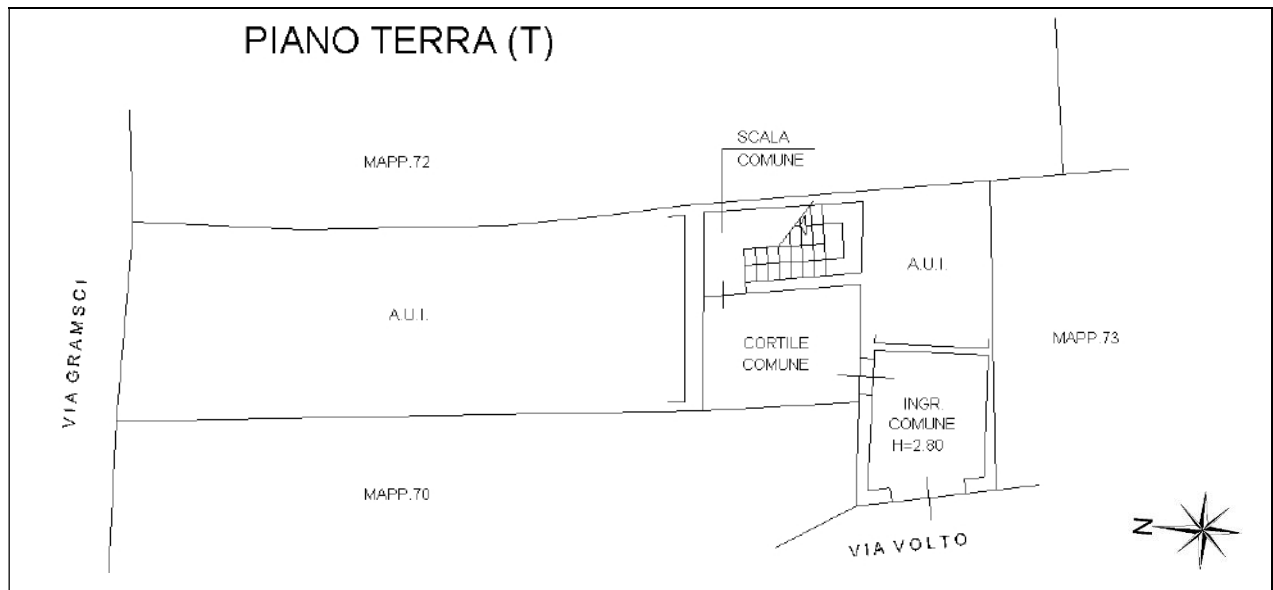 PIANO TERRA (T)
SCALA
COMUNE
MAPP.72
A.U.I.
A.U.I.
VIA GRAMSCI
CORTILE
COMUNE
MAPP.73
INGR.
COMUNE
H=2.80
MAPP.70
VIA VOLTO
N